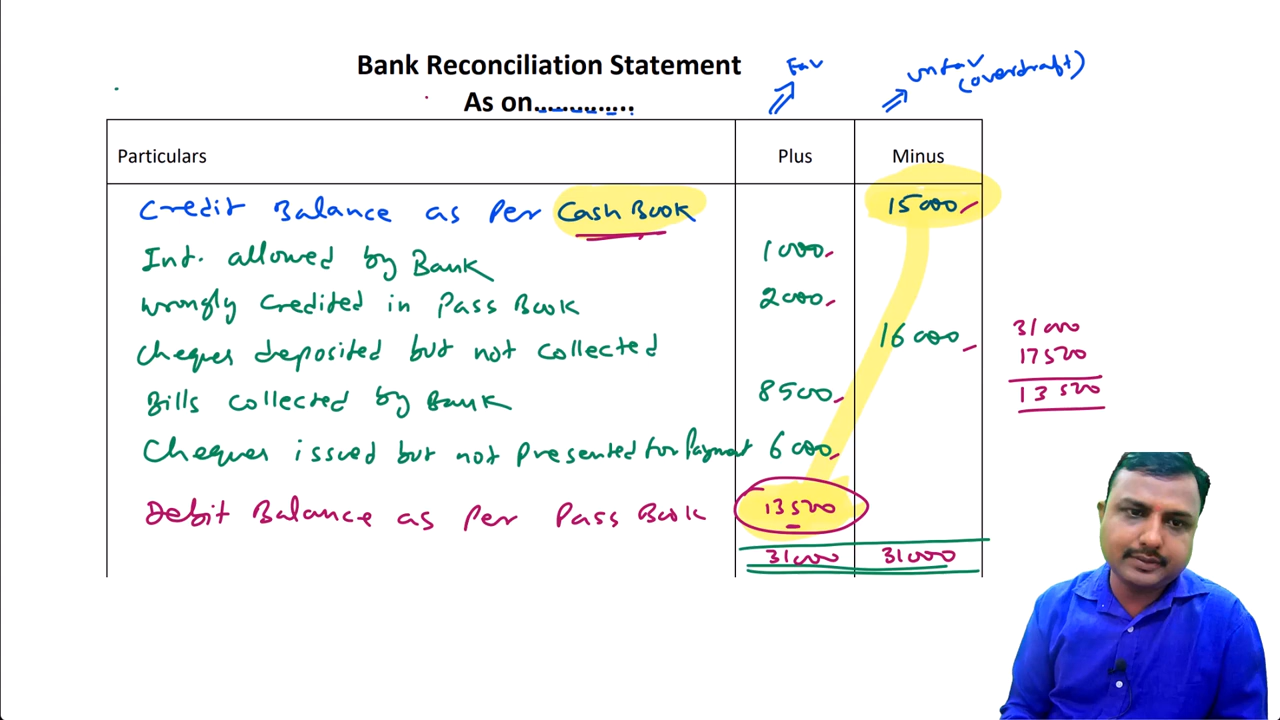 Bank Reconciliation Statement
As on.............
Fav
unfav
(overdraft)
Particulars Plus Minus
Credit Balance as per Cash Book 15000
Int. allowed by Bank 1000
Wrongly Credited in Pass Book 2000
Cheques deposited but not collected 16000
Bills collected by Bank 8500
Cheques issued but not presented for Payment 6000
Debit Balance as per Pass Book 13500
31000 31000
31000
17500
13500